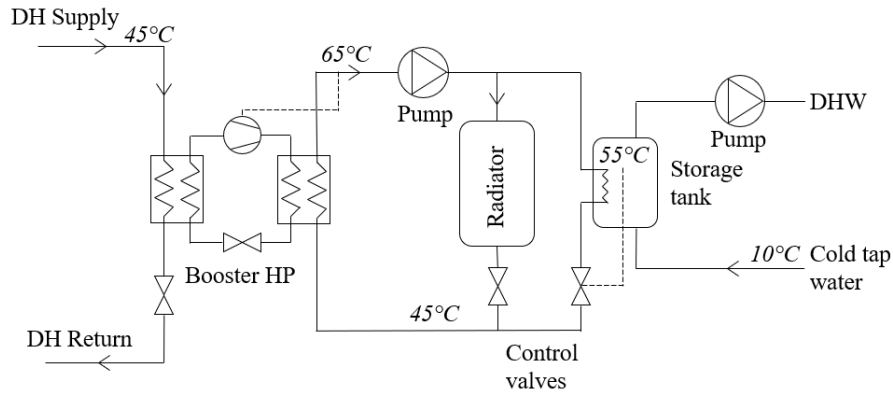 DH Supply
45°C
65°C
Pump
DHW
Pump
55°C
Storage
tank
Radiator
Booster HP
10°C Cold tap
water
45°C
DH Return
Control
valves